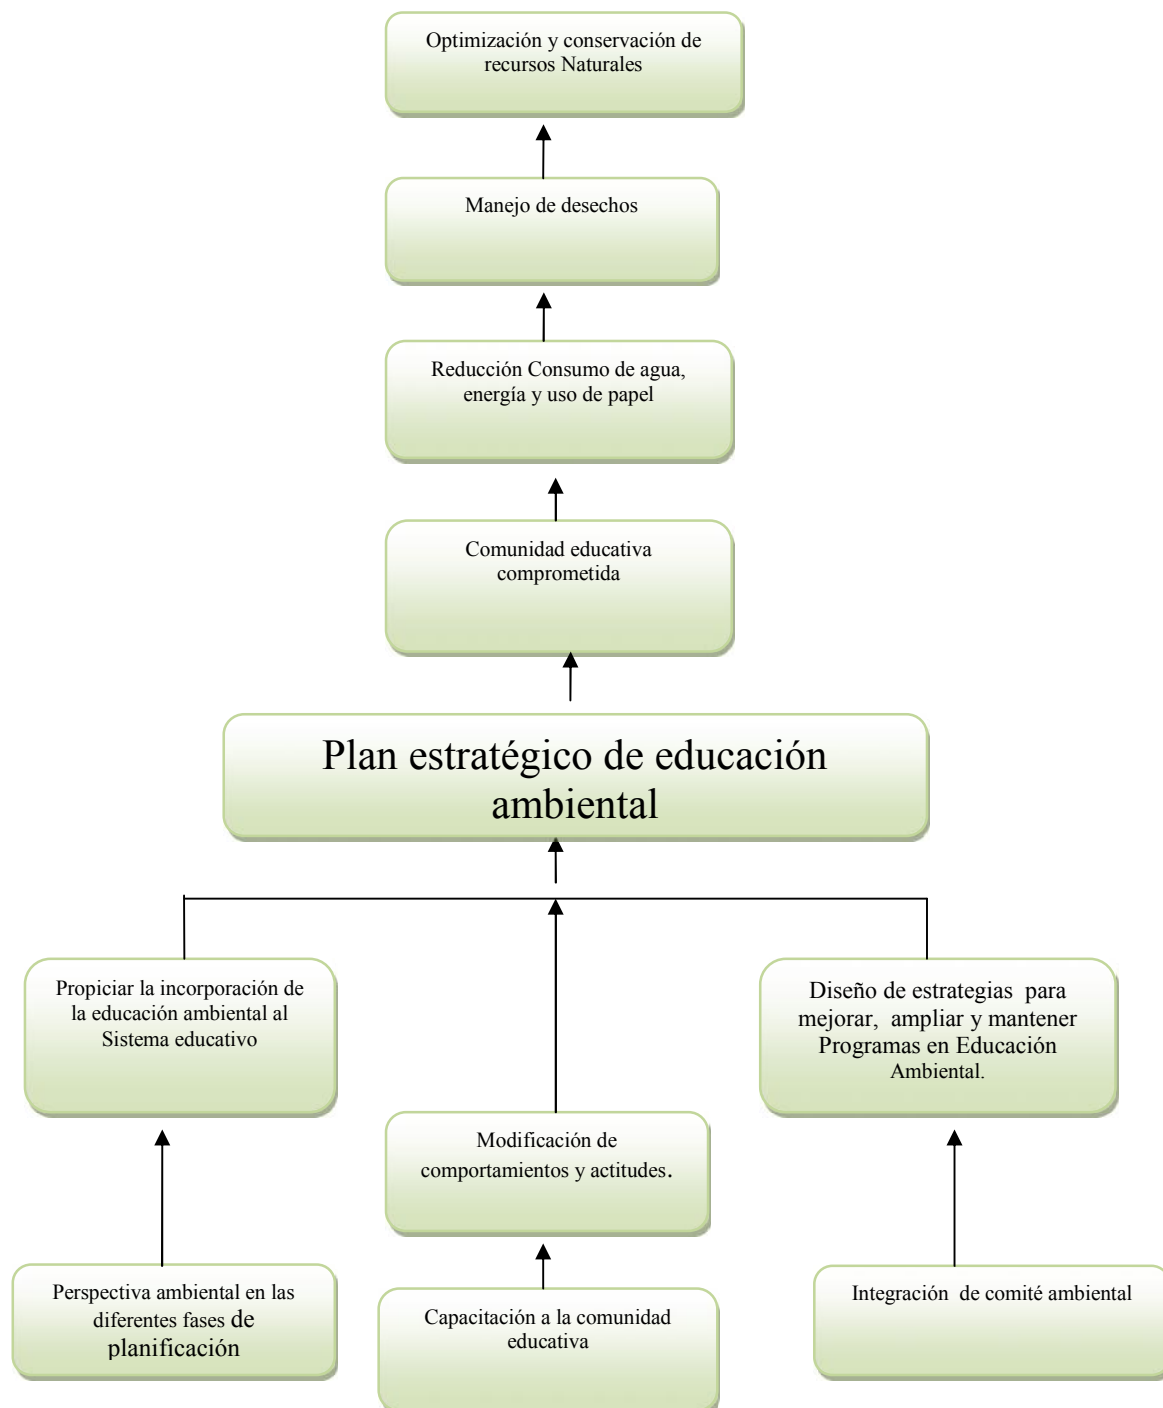 Optimización y conservación de
recursos Naturales
Manejo de desechos
Reducción Consumo de agua,
energía y uso de papel
Comunidad educativa
comprometida
Plan estratégico de educación
ambiental
Propiciar la incorporación de
la educación ambiental al
Sistema educativo
Modificación de
comportamientos y actitudes.
Diseño de estrategias para
mejorar, ampliar y mantener
Programas en Educación
Ambiental.
Perspectiva ambiental en las
diferentes fases de
planificación
Capacitación a la comunidad
educativa
Integración de comité ambiental